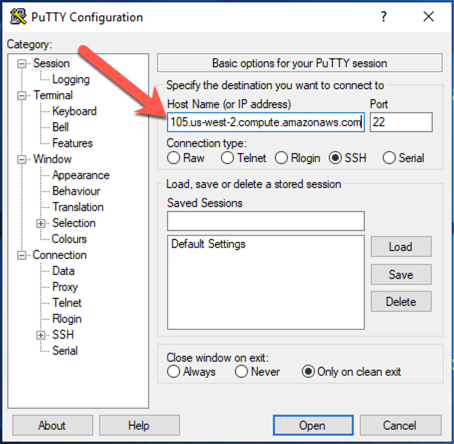 PuTTY Configuration
?
Category:
Session
Logging
Terminal
Keyboard
Bell
Features
Window
Appearance
Behaviour
Translation
Selection
Colours
Connection
Data
Proxy
Telnet
Rlogin
SSH
Serial
Basic options for your PuTTY session
Specify the destination you want to connect to
Host Name (or IP address) Port
105.us-west-2.compute.amazonaws.com 22
Connection type:
Raw Telnet Rlogin SSH Serial
Load, save or delete a stored session
Saved Sessions
Default Settings
Load
Save
Delete
Close window on exit:
Always Never Only on clean exit
About Help Open Cancel